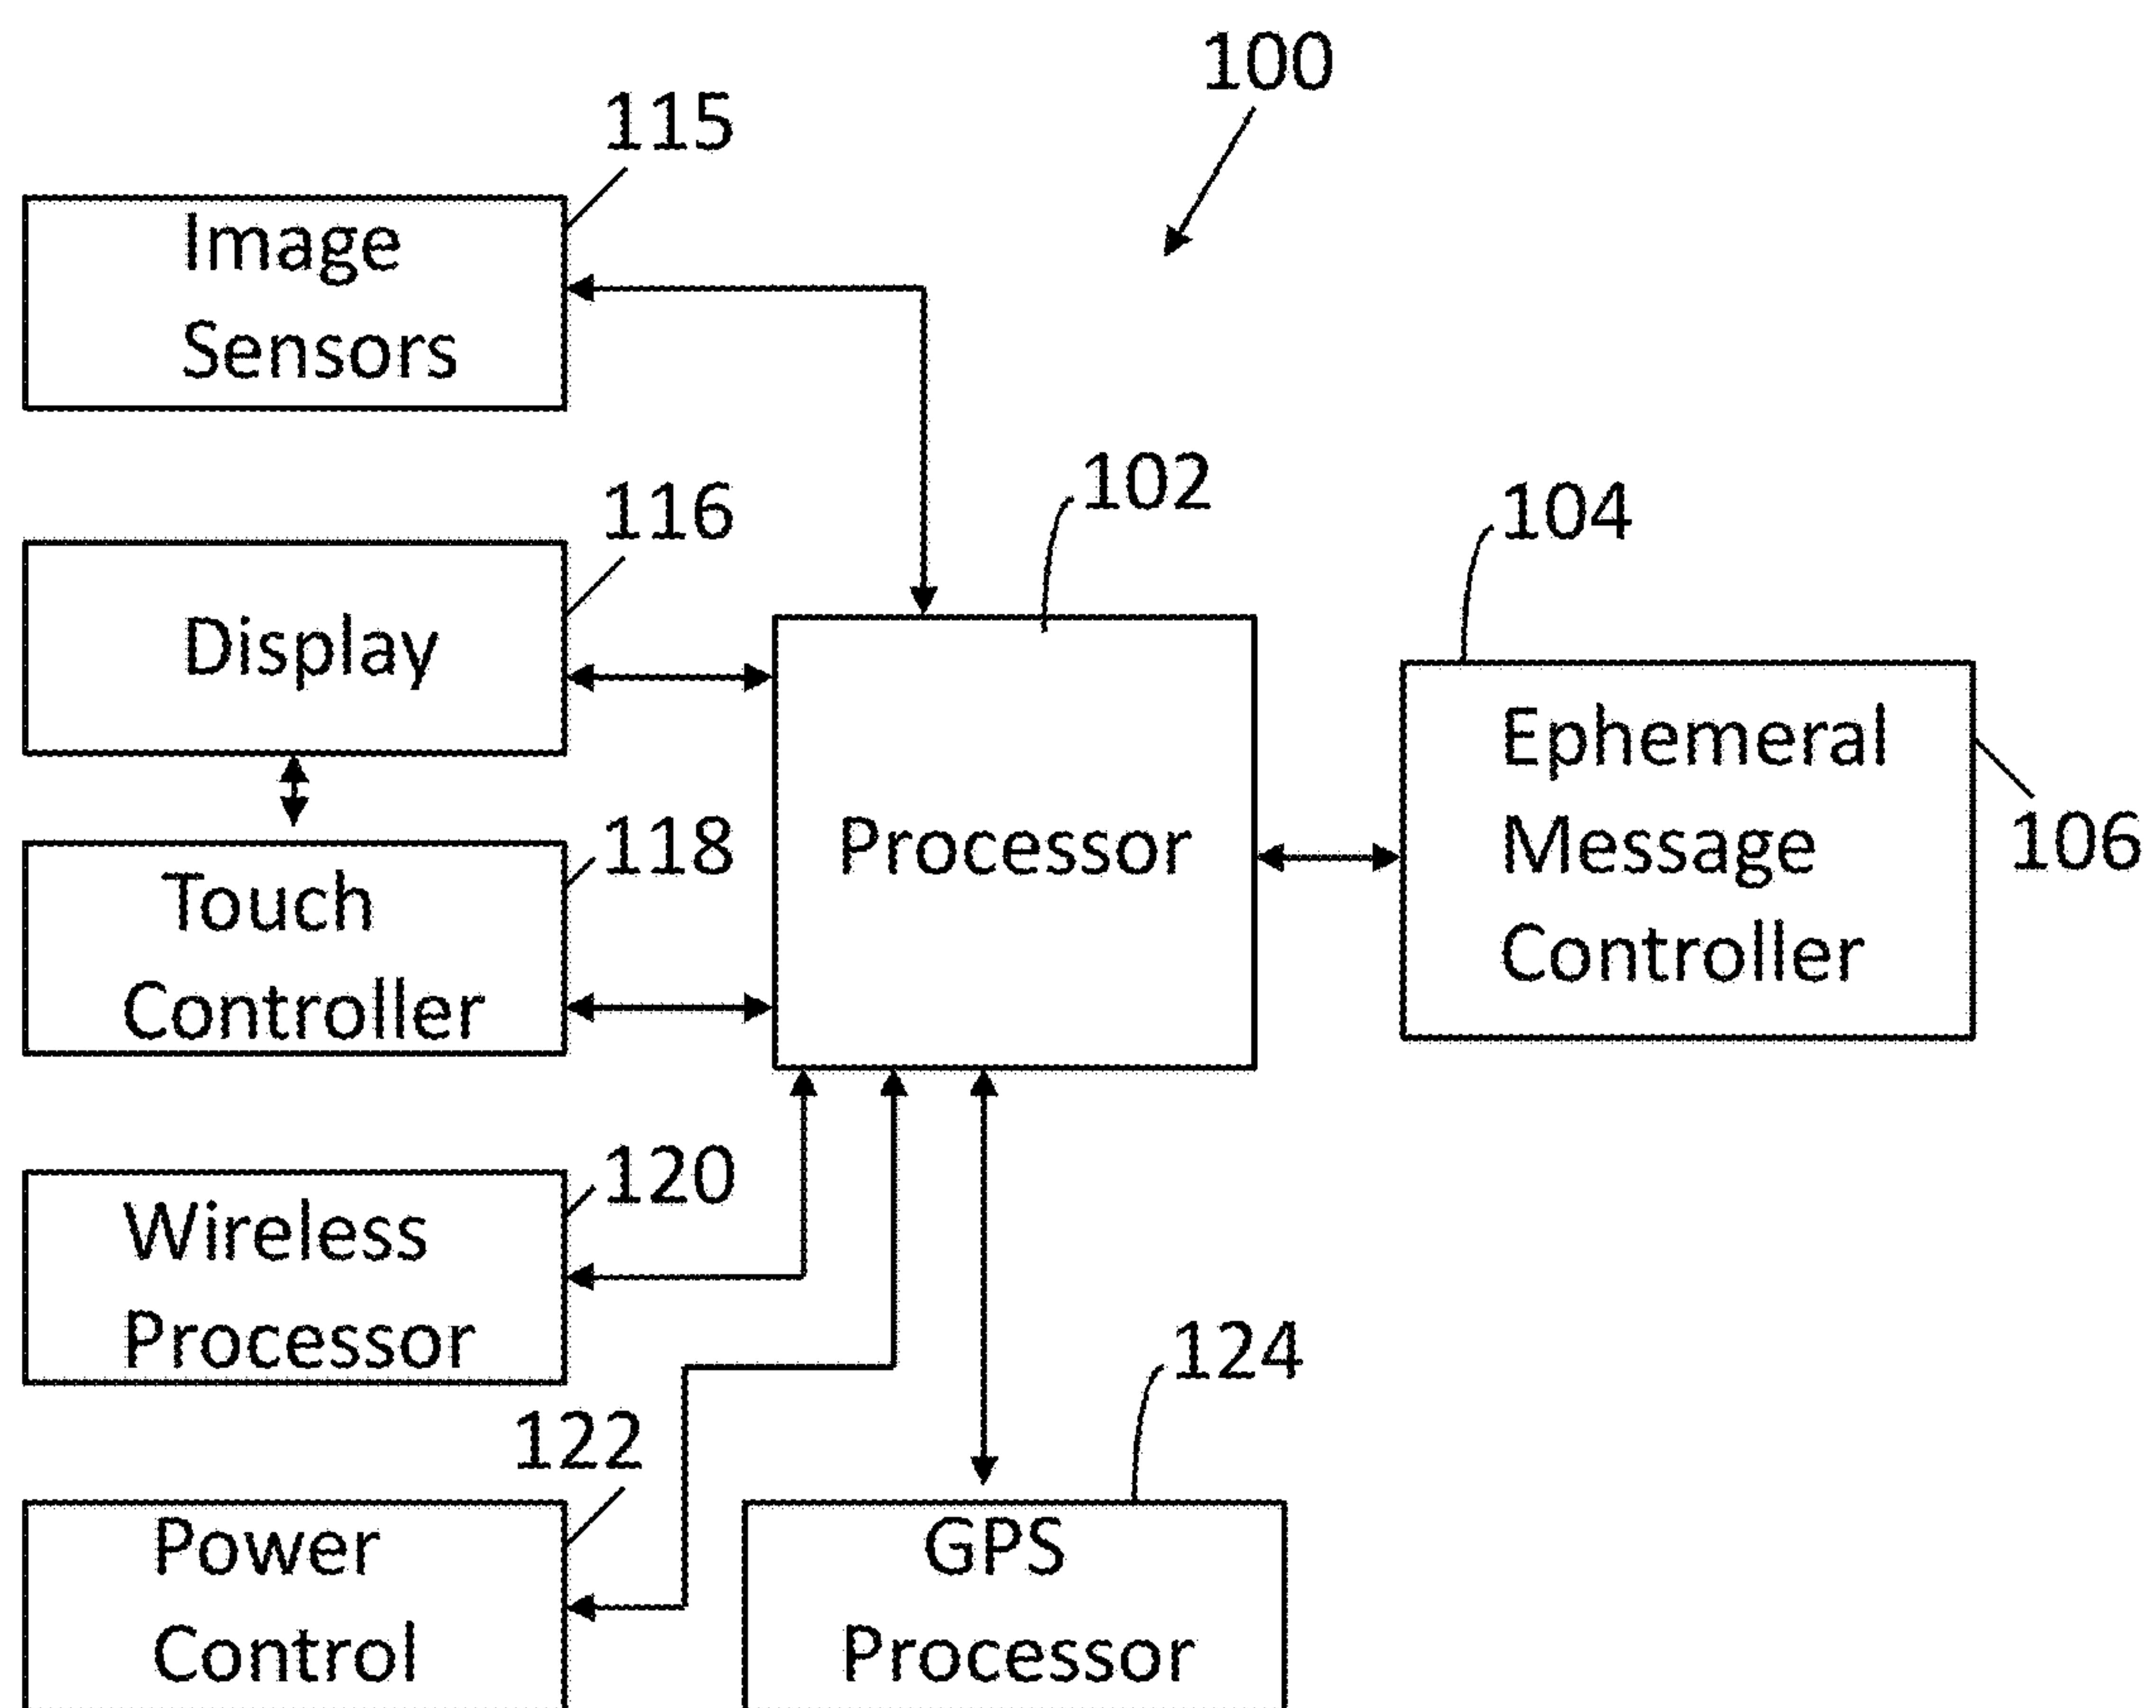 100
115
Image
Sensors
102
116
104
Display
Ephemeral
Message
Controller
106
118
Processor
Touch
Controller
120
Wireless
Processor
124
122
Power
Control
GPS
Processor